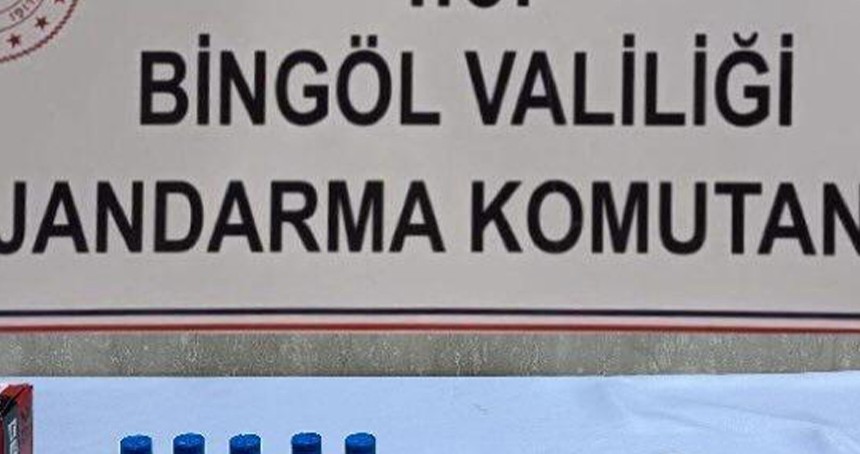 BİNGÖL VALİLİĞİ
JANDARMA KOMUTAN